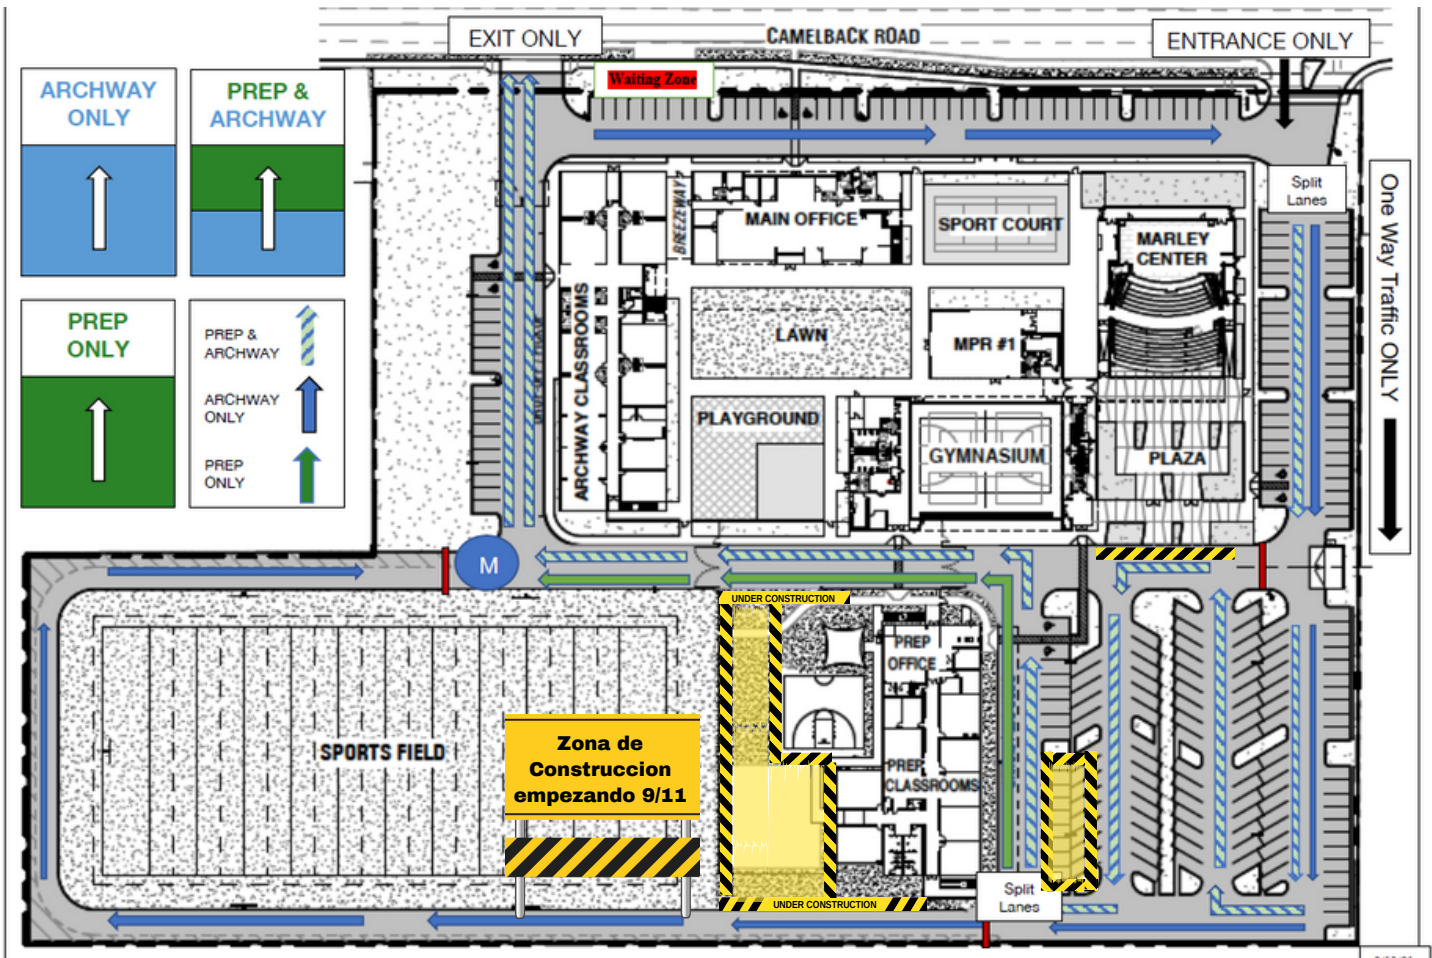 EXIT ONLY
CAMELBACK ROAD
ENTRANCE ONLY
Waiting Zone
ARCHWAY
ONLY
PREP &
ARCHWAY
PREP
ONLY
PREP &
ARCHWAY
ARCHWAY
ONLY
PREP
ONLY
Split
Lanes
One Way Traffic ONLY
BREEZEWAY
MAIN OFFICE
SPORT COURT
MARLEY
CENTER
ARCHWAY CLASSROOMS
LAWN
MPR #1
PLAYGROUND
GYMNASIUM
PLAZA
M
UNDER CONSTRUCTION
PREP
OFFICE
SPORTS FIELD
Zona de
Construccion
empezando 9/11
PREP
CLASSROOMS
Split
Lanes
UNDER CONSTRUCTION